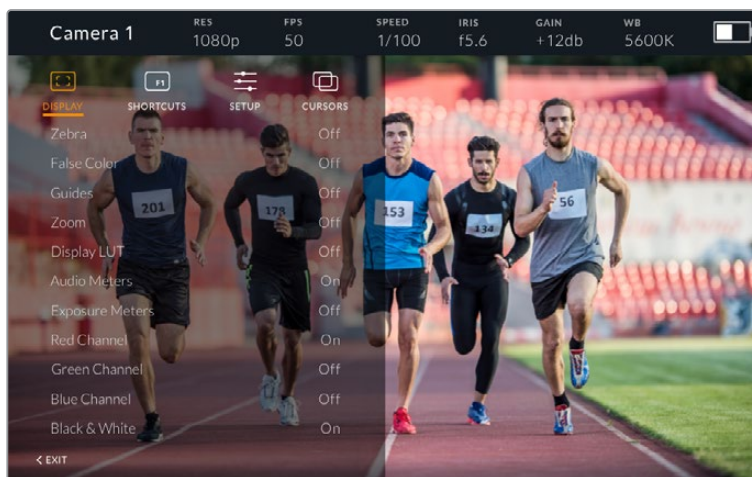 Camera 1
RES FPS SPEED IRIS GAIN WB
1080p 50 1/100 f5.6 +12db 5600K
F1
DISPLAY SHORTCUTS SETUP CURSORS
Zebra Off
False Color Off
Guides Off
Zoom Off
Display LUT Off
Audio Meters On
Exposure Meters Off
Red Channel On
Green Channel Off
Blue Channel Off
Black & White On
< EXIT
201
178
153
134
56